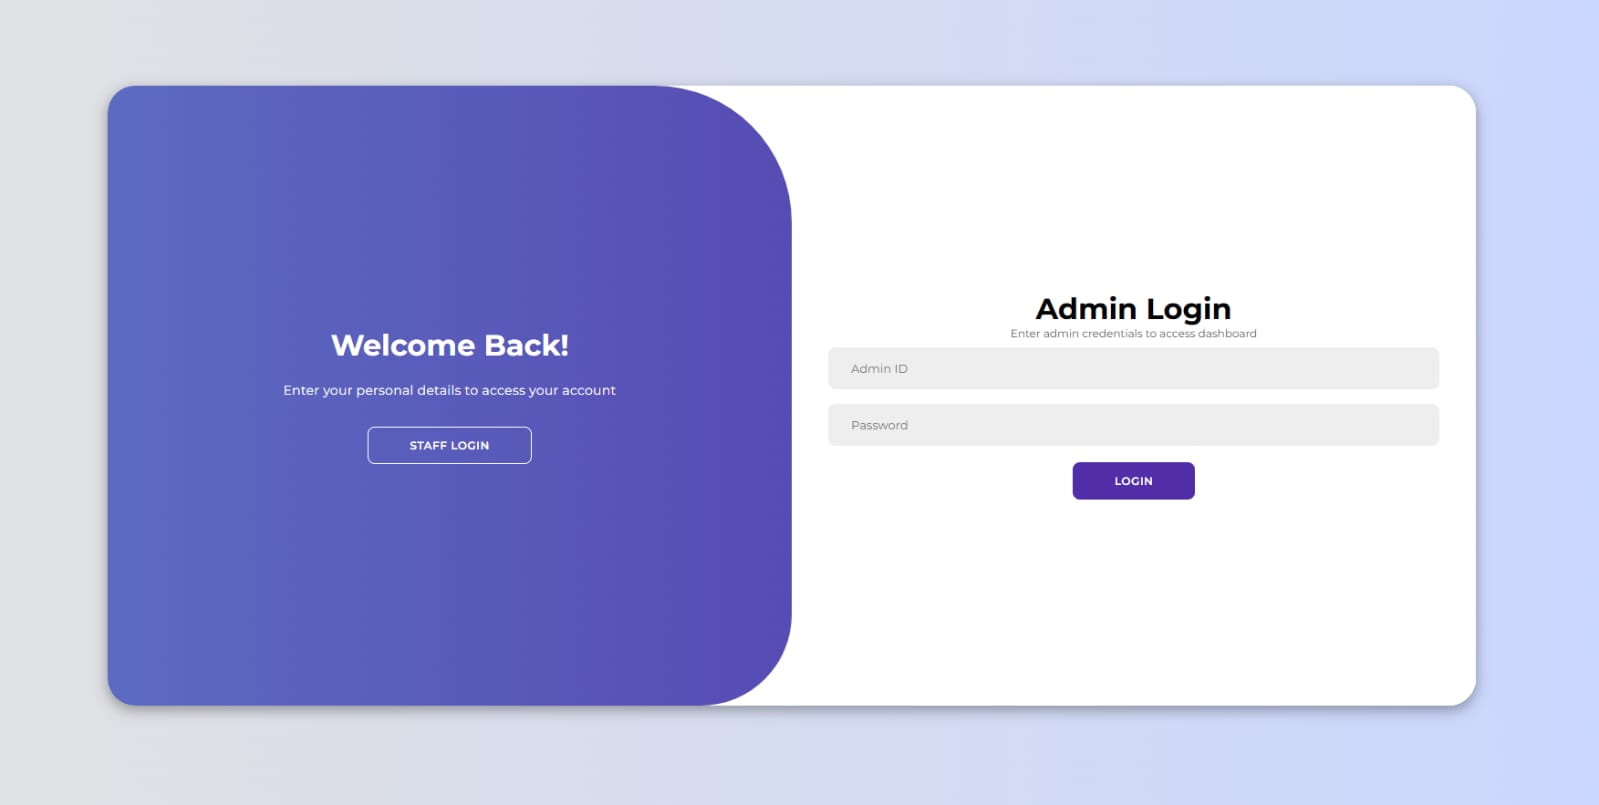 Welcome Back!
Enter your personal details to access your account
STAFF LOGIN
Admin Login
Enter admin credentials to access dashboard
Admin ID
Password
LOGIN